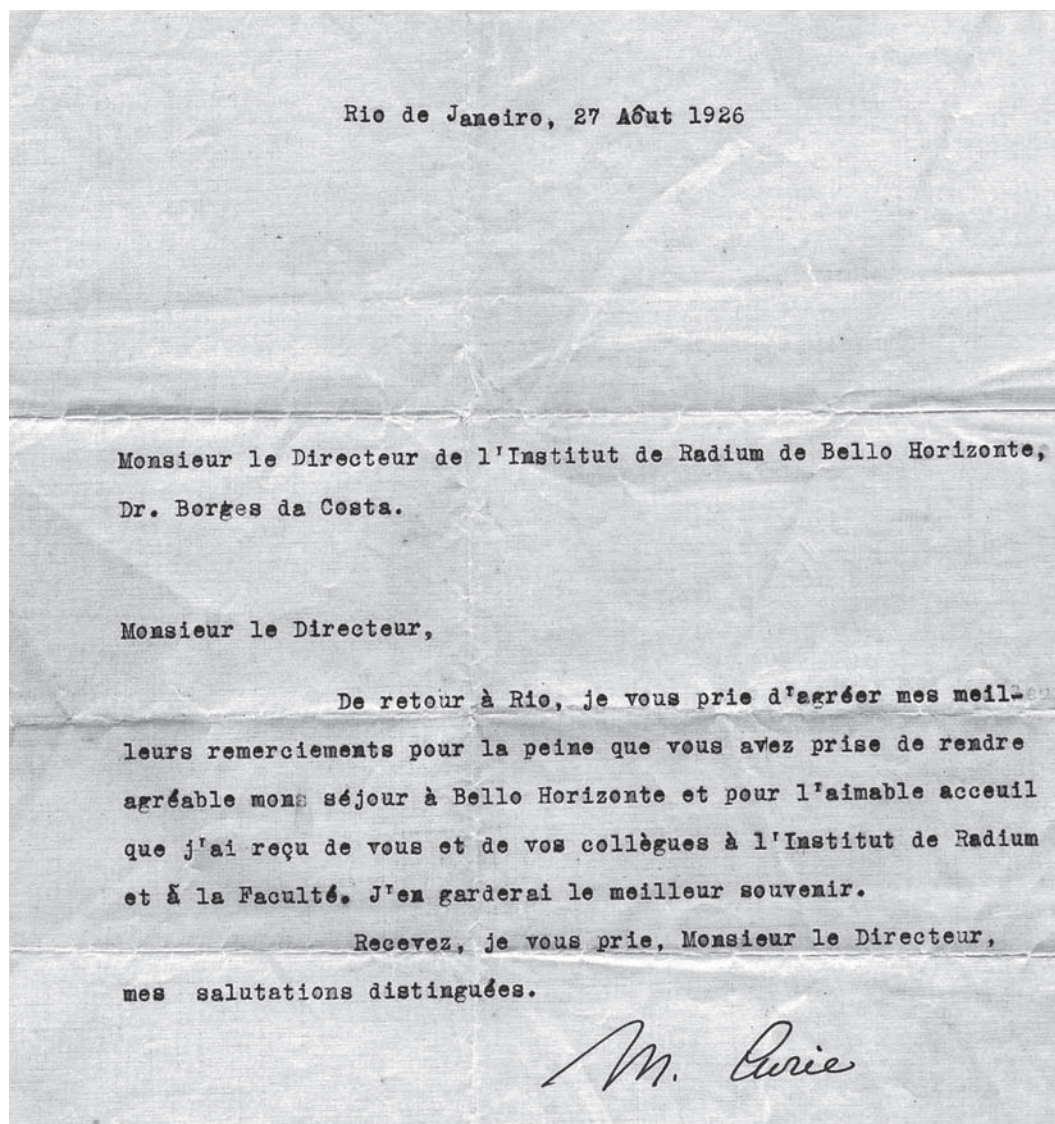 Rio de Janeiro, 27 Aôut 1926
Monsieur le Directeur de l'Institut de Radium de Bello Horizonte,
Dr. Borges da Costa.
Monsieur le Directeur,
De retour à Rio, je vous prie d'agréer mes meil-
leurs remerciements pour la peine que vous avez prise de rendre
agréable mon séjour à Bello Horizonte et pour l'aimable acceuil
que j'ai reçu de vous et de vos collègues à l'Institut de Radium
et à la Faculté. J'en garderai le meilleur souvenir.
Recevez, je vous prie, Monsieur le Directeur,
mes salutations distinguées.
M. Curie